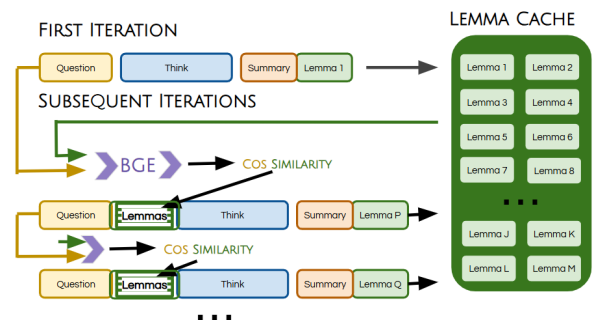 FIRST ITERATION
Question Think Summary Lemma 1
SUBSEQUENT ITERATIONS
BGE COS SIMILARITY
Question Lemmas Think Summary Lemma P
COS SIMILARITY
Question Lemmas Think Summary Lemma Q
...
LEMMA CACHE
Lemma 1 Lemma 2
Lemma 3 Lemma 4
Lemma 5 Lemma 6
Lemma 7 Lemma 8
...
Lemma J Lemma K
Lemma L Lemma M